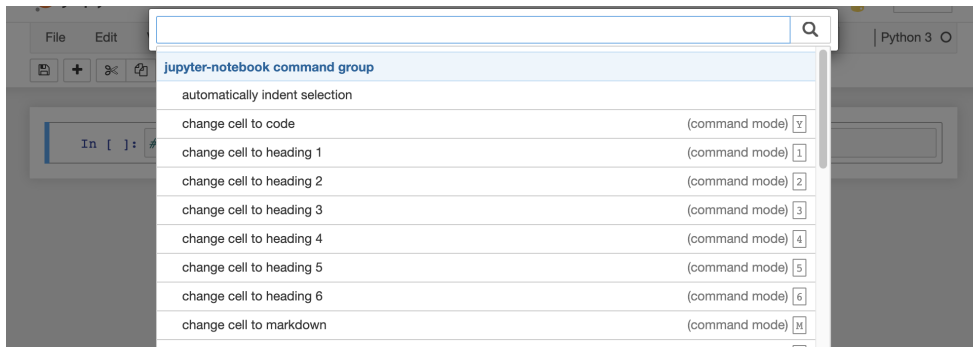 File Edit
Python 3
jupyter-notebook command group
automatically indent selection
change cell to code (command mode) Y
In [ ]: #
change cell to heading 1 (command mode) 1
change cell to heading 2 (command mode) 2
change cell to heading 3 (command mode) 3
change cell to heading 4 (command mode) 4
change cell to heading 5 (command mode) 5
change cell to heading 6 (command mode) 6
change cell to markdown (command mode) M